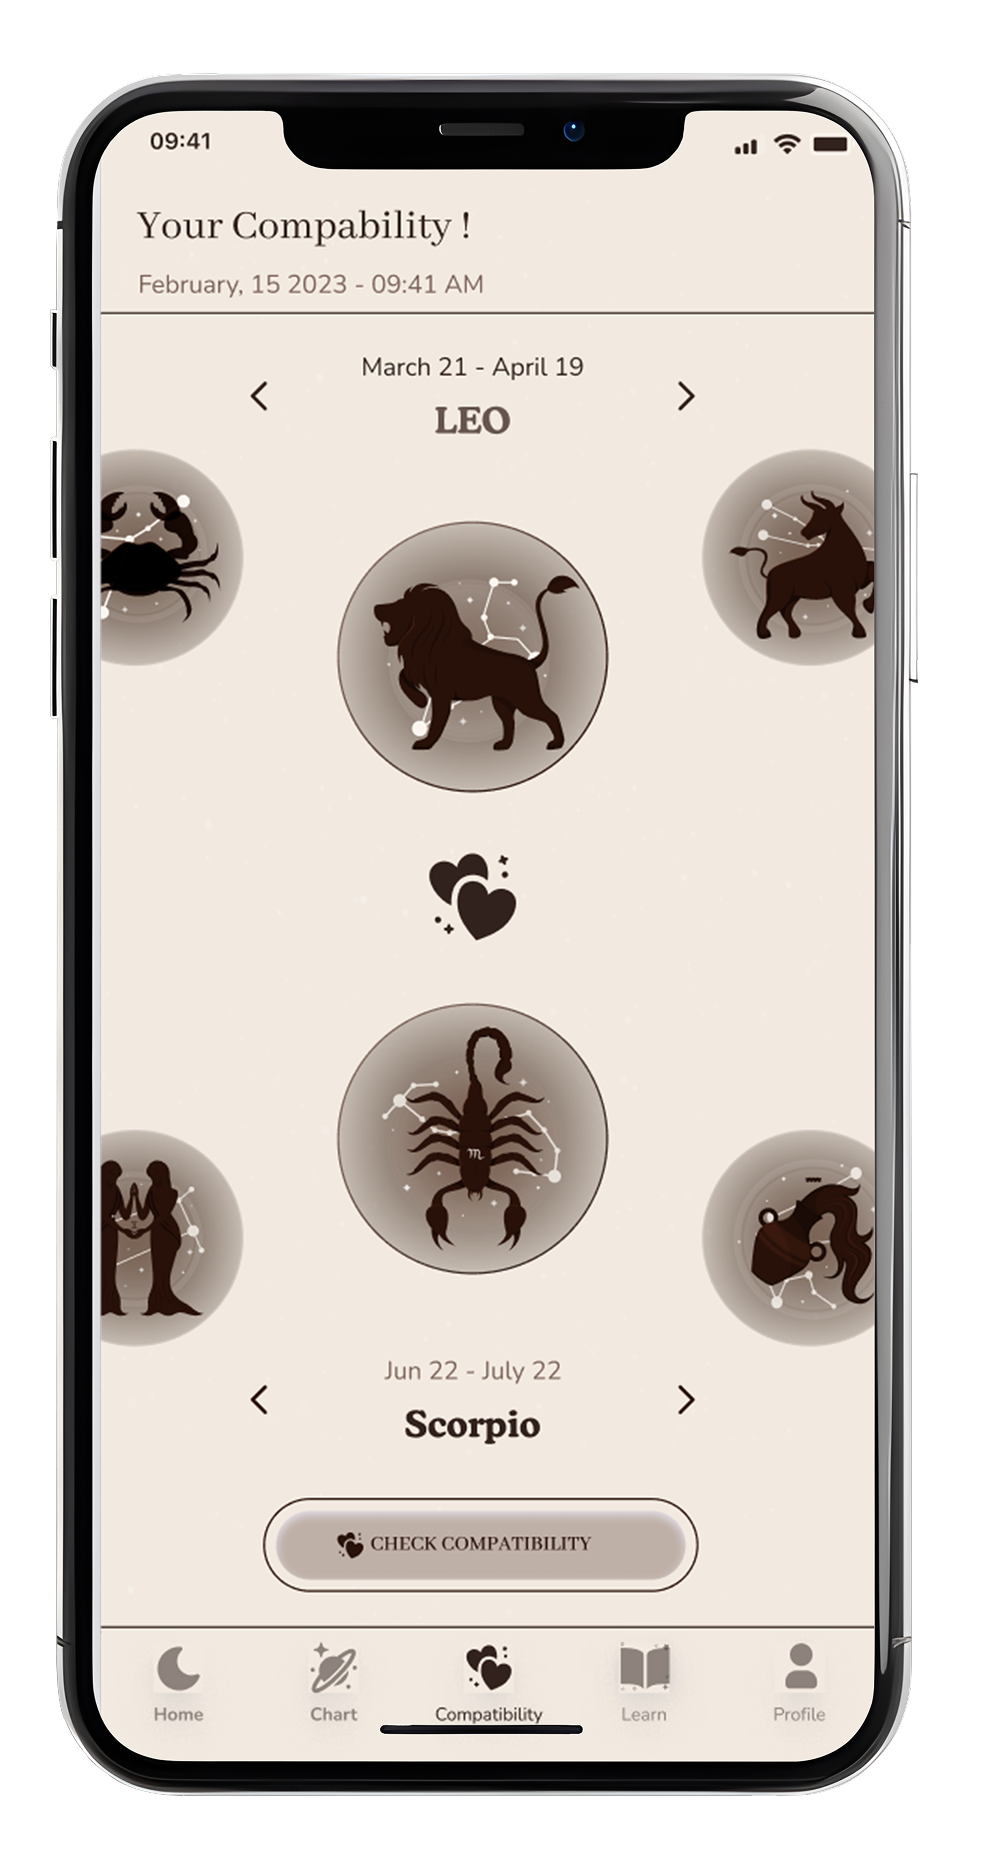 09:41
Your Compability !
February, 15 2023 - 09:41 AM
March 21 - April 19
LEO
♏
Jun 22 - July 22
Scorpio
CHECK COMPATIBILITY
Home
Chart
Compatibility
Learn
Profile